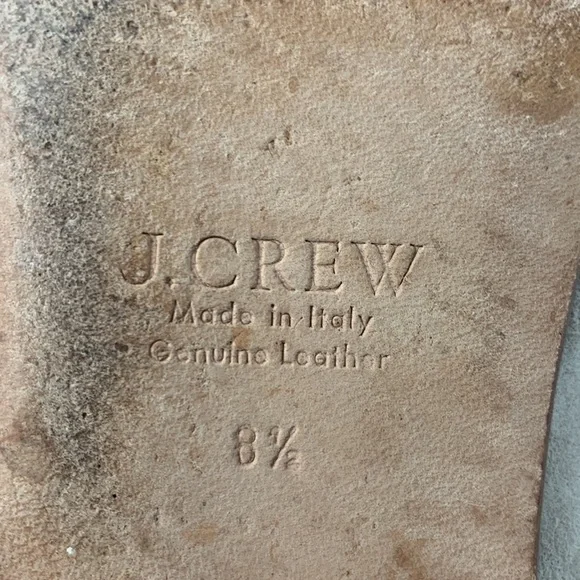 J.CREW
Made in Italy
Genuine Leather
8½